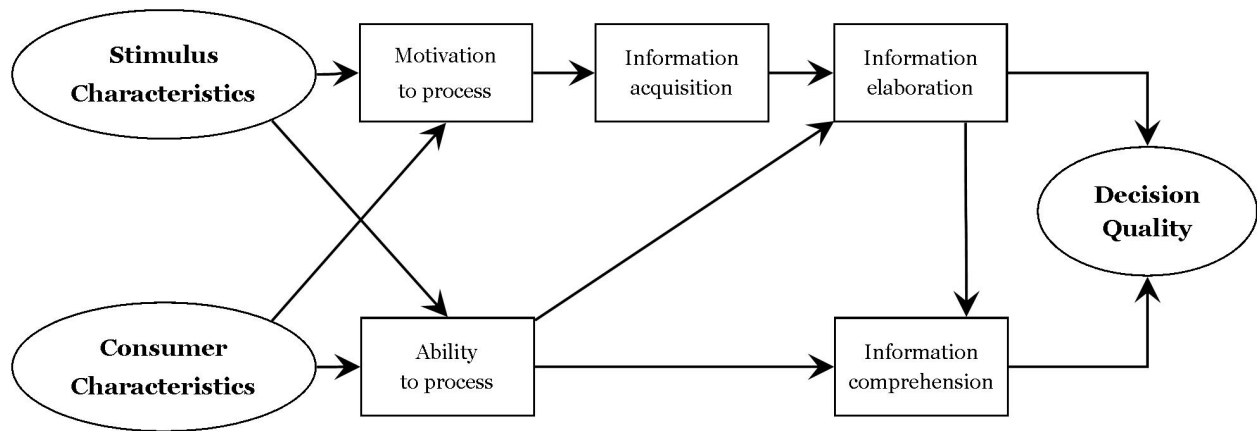 Stimulus
Characteristics
Motivation
to process
Information
acquisition
Information
elaboration
Decision
Quality
Consumer
Characteristics
Ability
to process
Information
comprehension